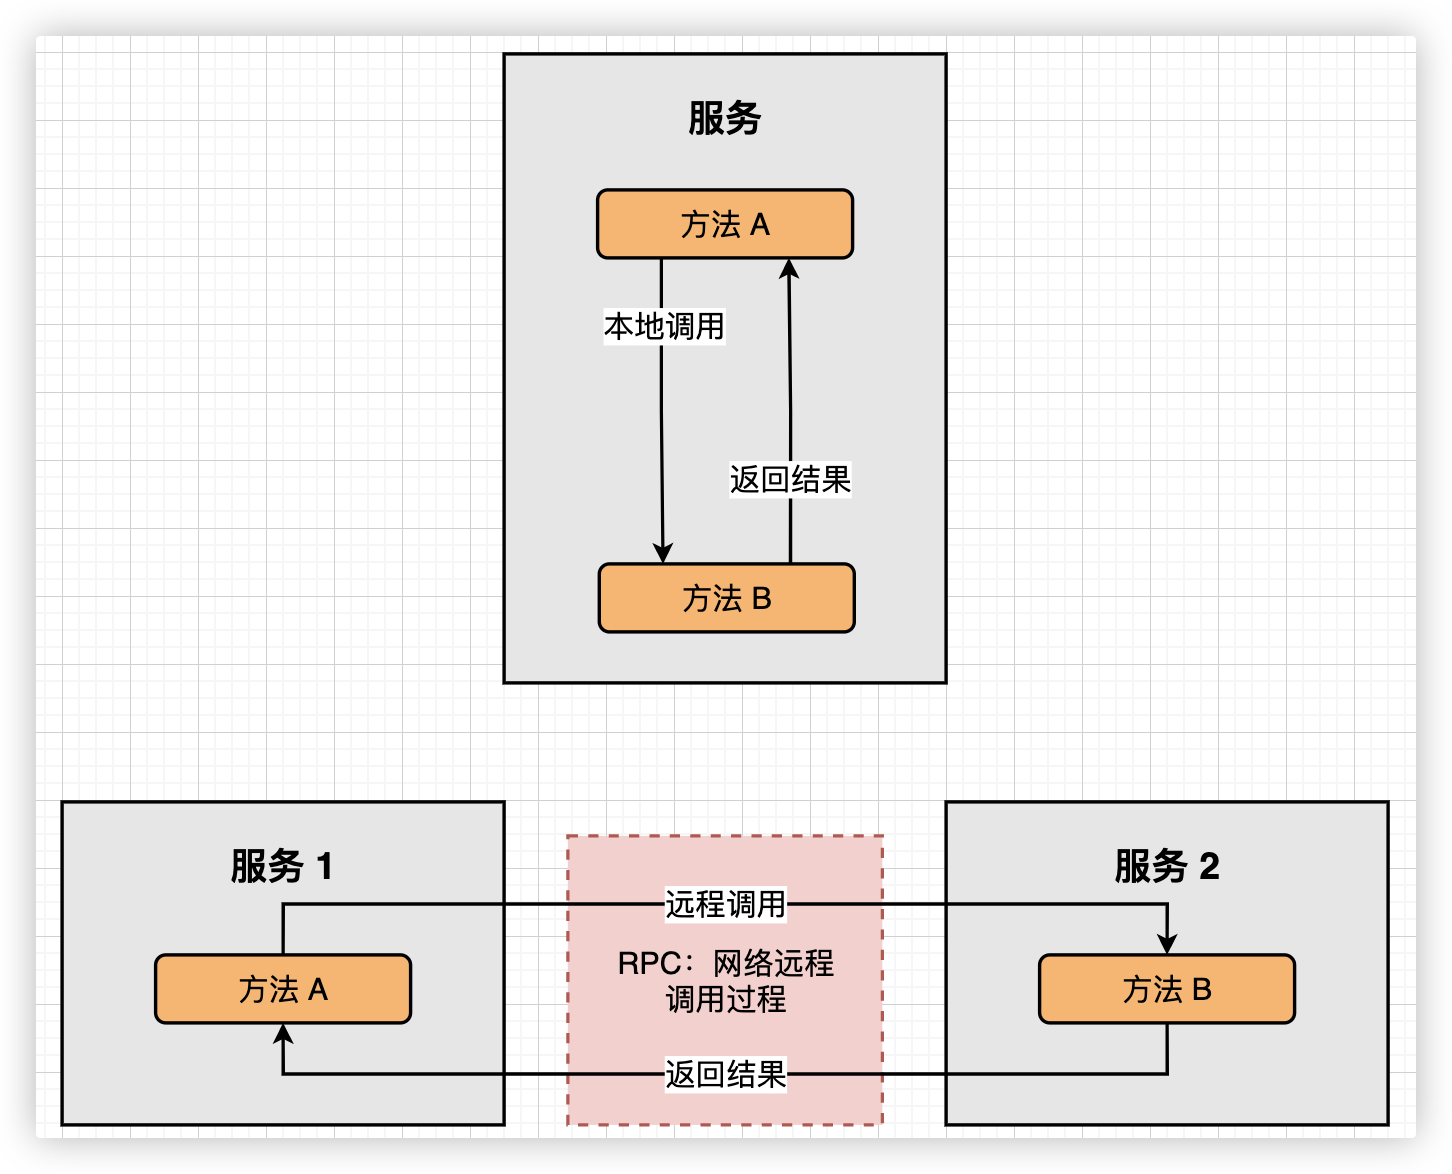 服务
方法 A
本地调用
返回结果
方法 B
服务 1
服务 2
远程调用
RPC：网络远程
调用过程
方法 A
方法 B
返回结果